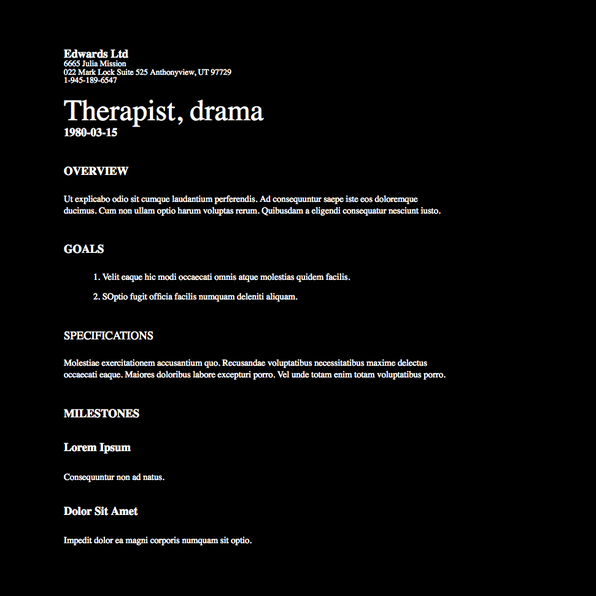 Edwards Ltd
6665 Julia Mission
022 Mark Lock Suite 525 Anthonyview, UT 97729
1-945-189-6547
Therapist, drama
1980-03-15
OVERVIEW
Ut explicabo odio sit cumque laudantium perferendis. Ad consequuntur saepe iste eos doloremque
ducimus. Cum non ullam optio harum voluptas rerum. Quibusdam a eligendi consequatur nesciunt iusto.
GOALS
1. Velit eaque hic modi occaecati omnis atque molestias quidem facilis.
2. SOptio fugit officia facilis numquam deleniti aliquam.
SPECIFICATIONS
Molestiae exercitationem accusantium quo. Recusandae voluptatibus necessitatibus maxime delectus
occaecati eaque. Maiores doloribus labore excepturi porro. Vel unde totam enim totam voluptatibus porro.
MILESTONES
Lorem Ipsum
Consequuntur non ad natus.
Dolor Sit Amet
Impedit dolor ea magni corporis numquam sit optio.